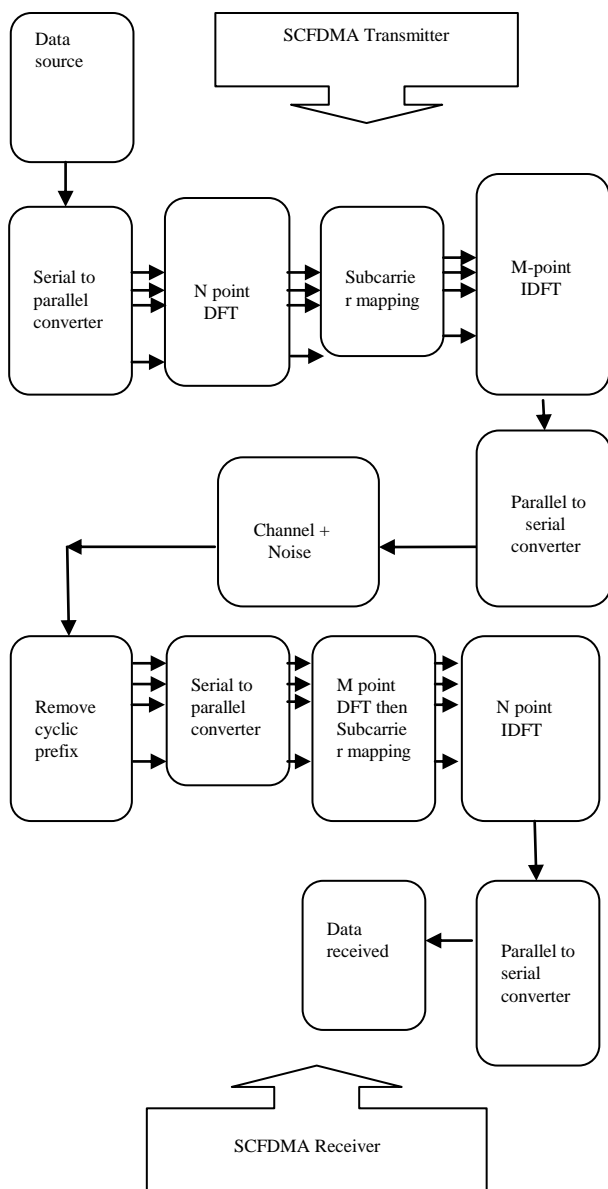 Data
source
SCFDMA Transmitter
Serial to
parallel
converter
N point
DFT
Subcarrie
r mapping
M-point
IDFT
Parallel to
serial
converter
Channel +
Noise
Remove
cyclic
prefix
Serial to
parallel
converter
M point
DFT then
Subcarrie
r mapping
N point
IDFT
Parallel to
serial
converter
Data
received
SCFDMA Receiver